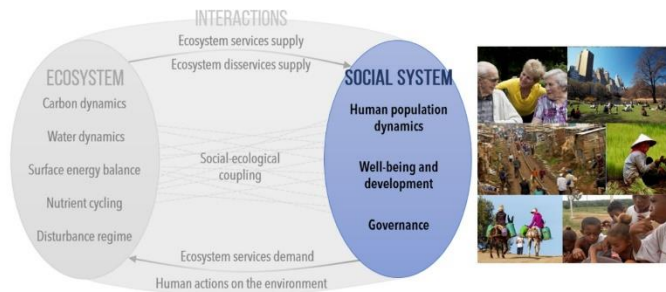 INTERACTIONS
Ecosystem services supply
Ecosystem disservices supply
ECOSYSTEM
Carbon dynamics
Water dynamics
Surface energy balance
Nutrient cycling
Disturbance regime
Social-ecological
coupling
SOCIAL SYSTEM
Human population
dynamics
Well-being and
development
Governance
Ecosystem services demand
Human actions on the environment